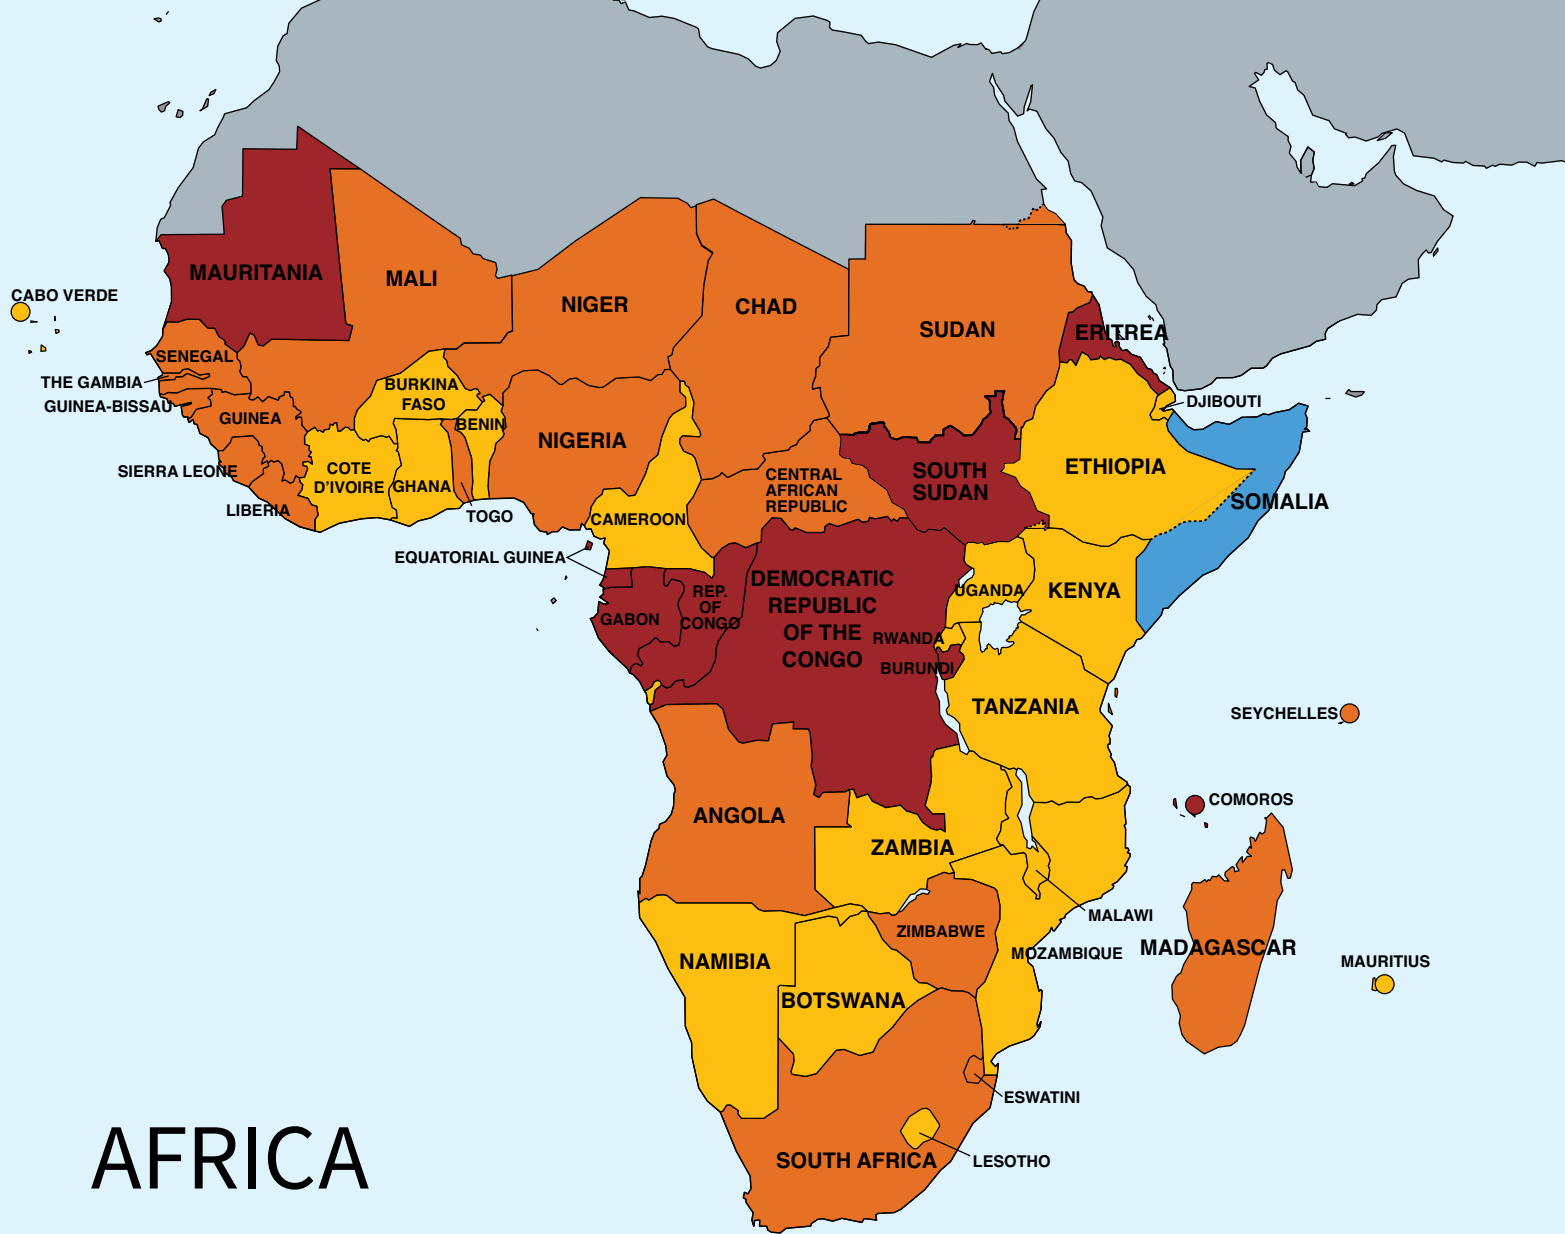 MAURITANIA
MALI
NIGER
CHAD
SUDAN
ERITREA
CABO VERDE
SENEGAL
THE GAMBIA
GUINEA-BISSAU
GUINEA
SIERRA LEONE
LIBERIA
BURKINA
FASO
BENIN
COTE
D'IVOIRE
GHANA
TOGO
NIGERIA
CAMEROON
EQUATORIAL GUINEA
CENTRAL
AFRICAN
REPUBLIC
SOUTH
SUDAN
ETHIOPIA
DJIBOUTI
SOMALIA
GABON
REP.
OF
CONGO
DEMOCRATIC
REPUBLIC
OF THE
CONGO
UGANDA
KENYA
RWANDA
BURUNDI
TANZANIA
SEYCHELLES
COMOROS
ANGOLA
ZAMBIA
MALAWI
MOZAMBIQUE
MADAGASCAR
MAURITIUS
ZIMBABWE
NAMIBIA
BOTSWANA
ESWATINI
LESOTHO
SOUTH AFRICA
AFRICA